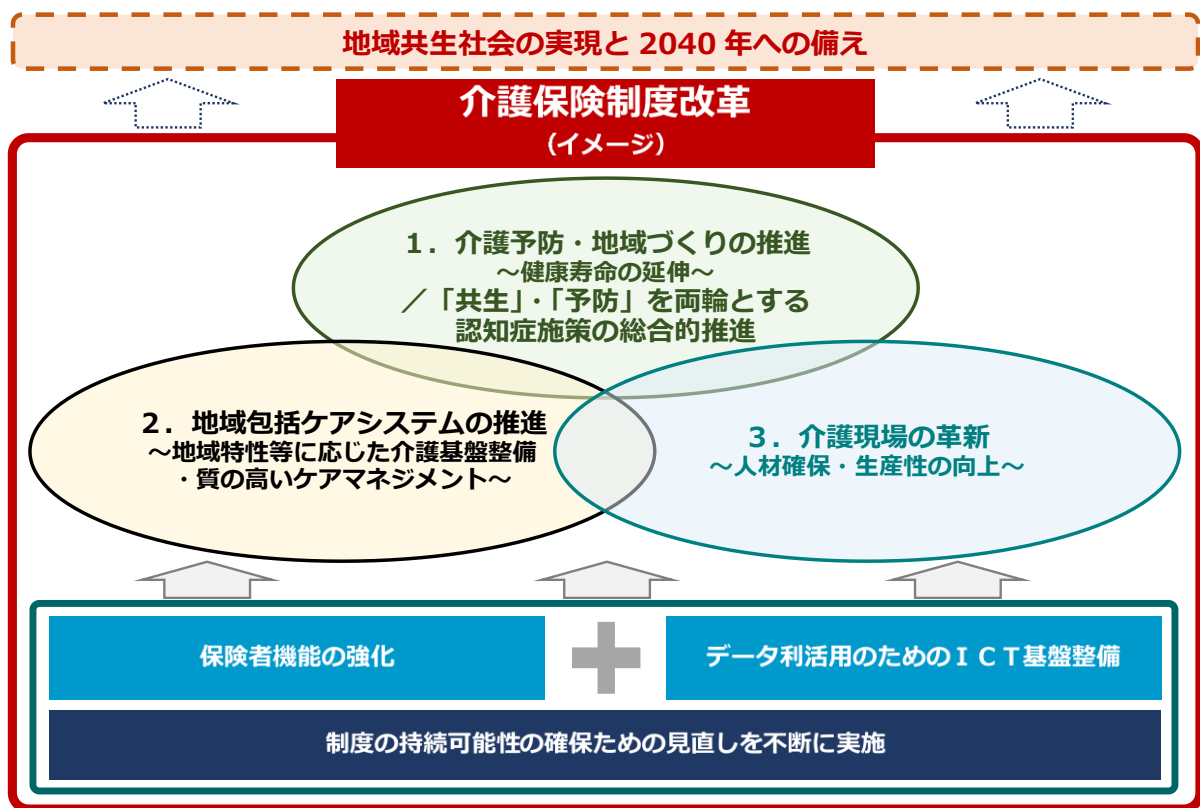 地域共生社会の実現と 2040 年への備え
介護保険制度改革
（イメージ）
１．介護予防・地域づくりの推進
～健康寿命の延伸～
／「共生」・「予防」を両輪とする
認知症施策の総合的推進
２．地域包括ケアシステムの推進
～地域特性等に応じた介護基盤整備
・質の高いケアマネジメント～
３．介護現場の革新
～人材確保・生産性の向上～
保険者機能の強化
データ利活用のためのＩＣＴ基盤整備
制度の持続可能性の確保ための見直しを不断に実施